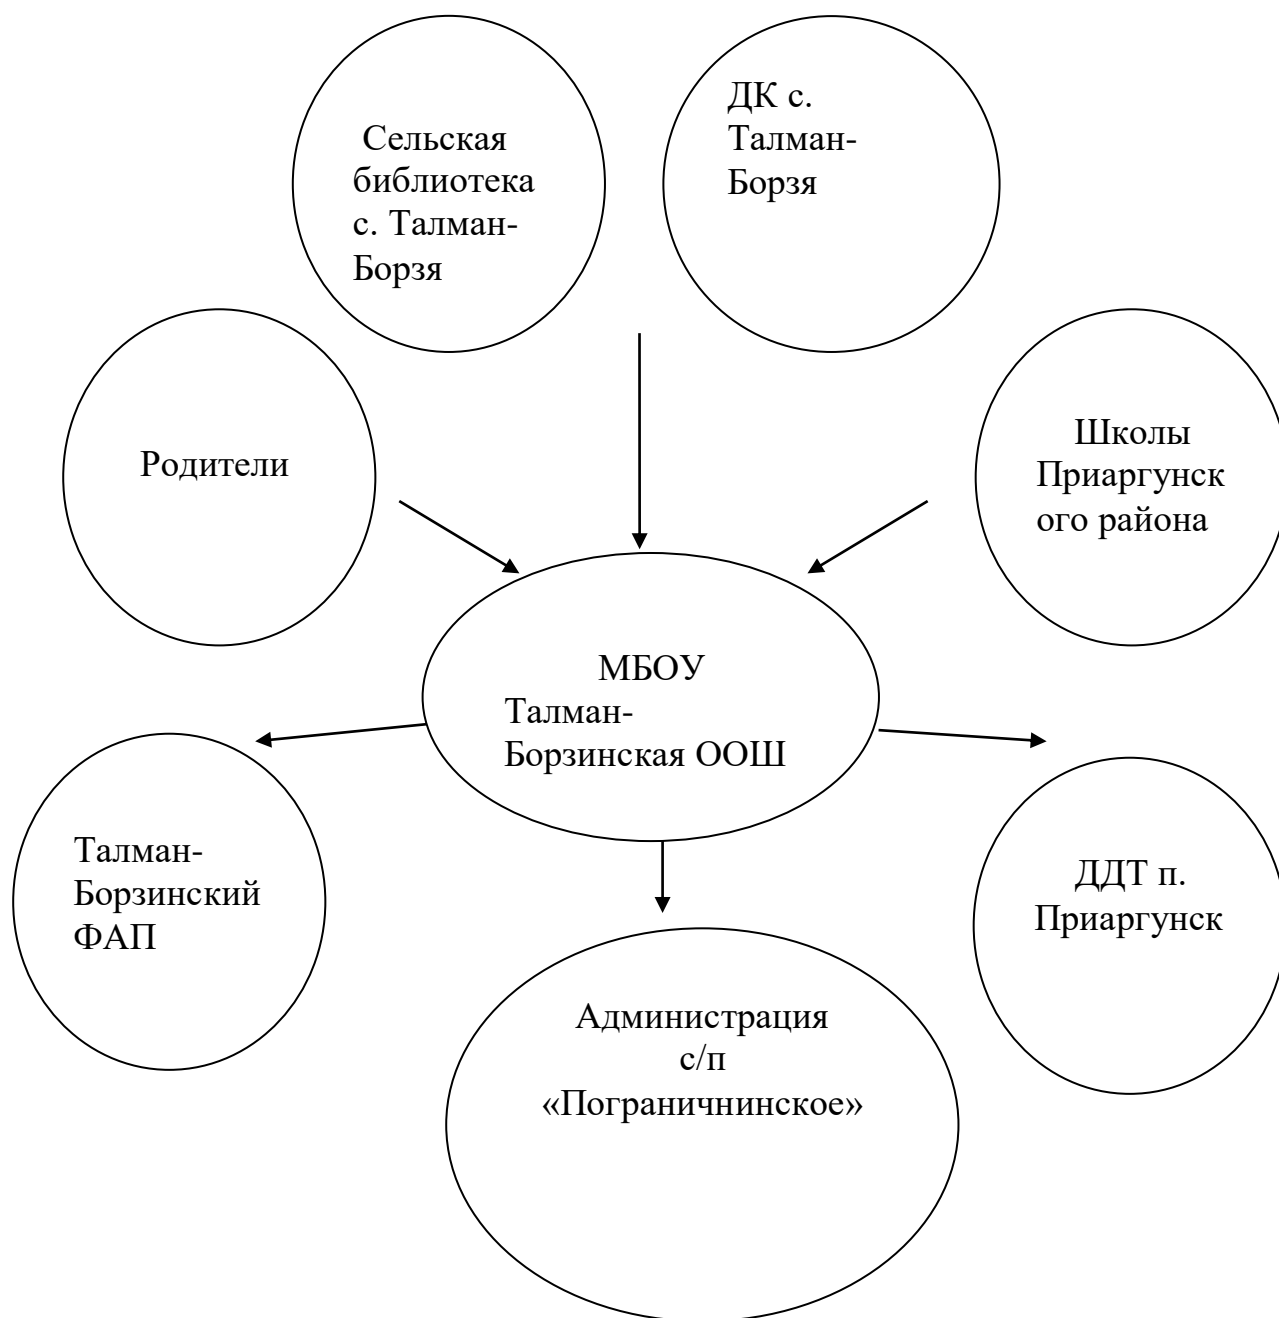 Сельская
библиотека
с. Талман-
Борзя
ДК с.
Талман-
Борзя
Родители
Школы
Приаргунск
ого района
МБОУ
Талман-
Борзинская ООШ
Талман-
Борзинский
ФАП
ДДТ п.
Приаргунск
Администрация
с/п
«Пограничнинское»